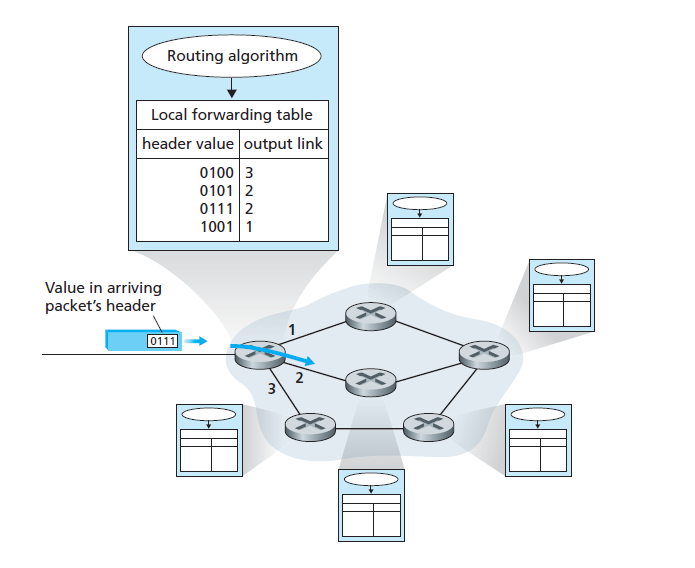 Routing algorithm
Local forwarding table
header value output link
0100 3
0101 2
0111 2
1001 1
Value in arriving
packet's header
0111
1
2
3